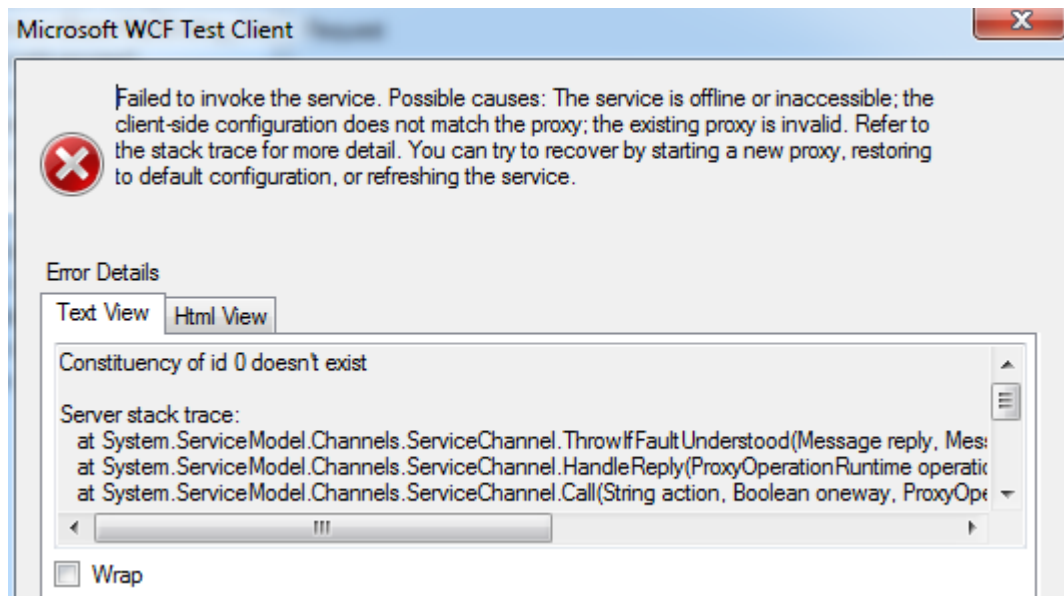 Microsoft WCF Test Client
Failed to invoke the service. Possible causes: The service is offline or inaccessible; the
client-side configuration does not match the proxy; the existing proxy is invalid. Refer to
the stack trace for more detail. You can try to recover by starting a new proxy, restoring
to default configuration, or refreshing the service.
Error Details
Text View Html View
Constituency of id 0 doesn't exist
Server stack trace:
at System.ServiceModel.Channels.ServiceChannel.ThrowIfFaultUnderstood(Message reply, Mess
at System.ServiceModel.Channels.ServiceChannel.HandleReply(ProxyOperationRuntime operatio
at System.ServiceModel.Channels.ServiceChannel.Call(String action, Boolean oneway, ProxyOpe
Wrap